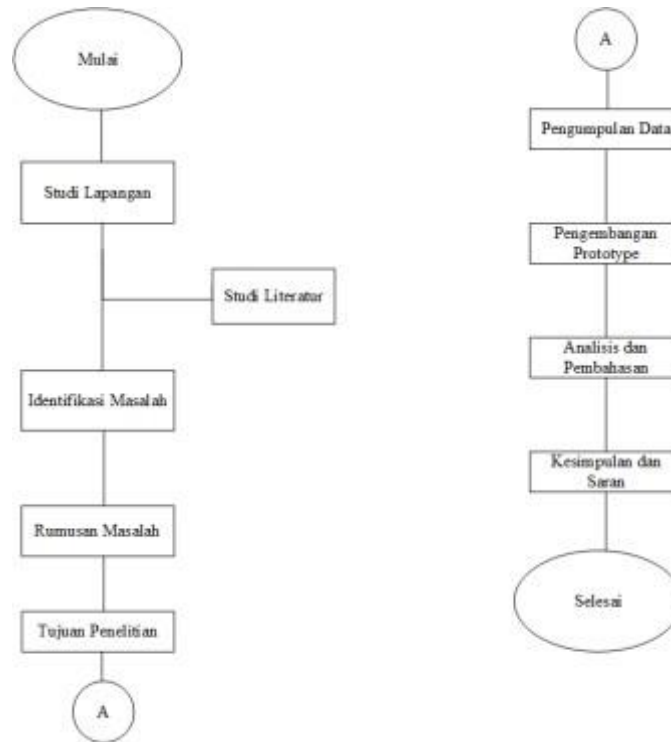 Mulai
Studi Lapangan
Studi Literatur
Identifikasi Masalah
Rumusan Masalah
Tujuan Penelitian
A
A
Pengumpulan Data
Pengembangan
Prototype
Analisis dan
Pembahasan
Kesimpulan dan
Saran
Selesai